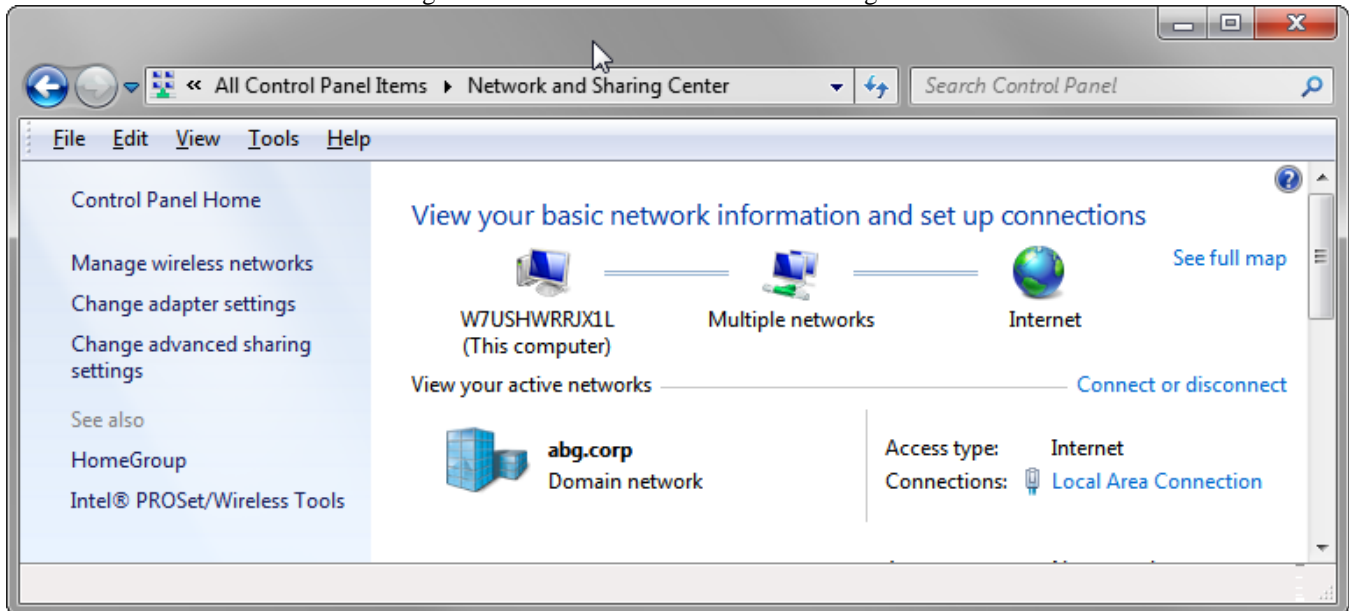 « All Control Panel Items ▸ Network and Sharing Center
Search Control Panel
File Edit View Tools Help
Control Panel Home
Manage wireless networks
Change adapter settings
Change advanced sharing
settings
See also
HomeGroup
Intel® PROSet/Wireless Tools
View your basic network information and set up connections
See full map
W7USHWRRJX1L
(This computer)
Multiple networks
Internet
View your active networks
Connect or disconnect
abg.corp
Domain network
Access type: Internet
Connections: Local Area Connection